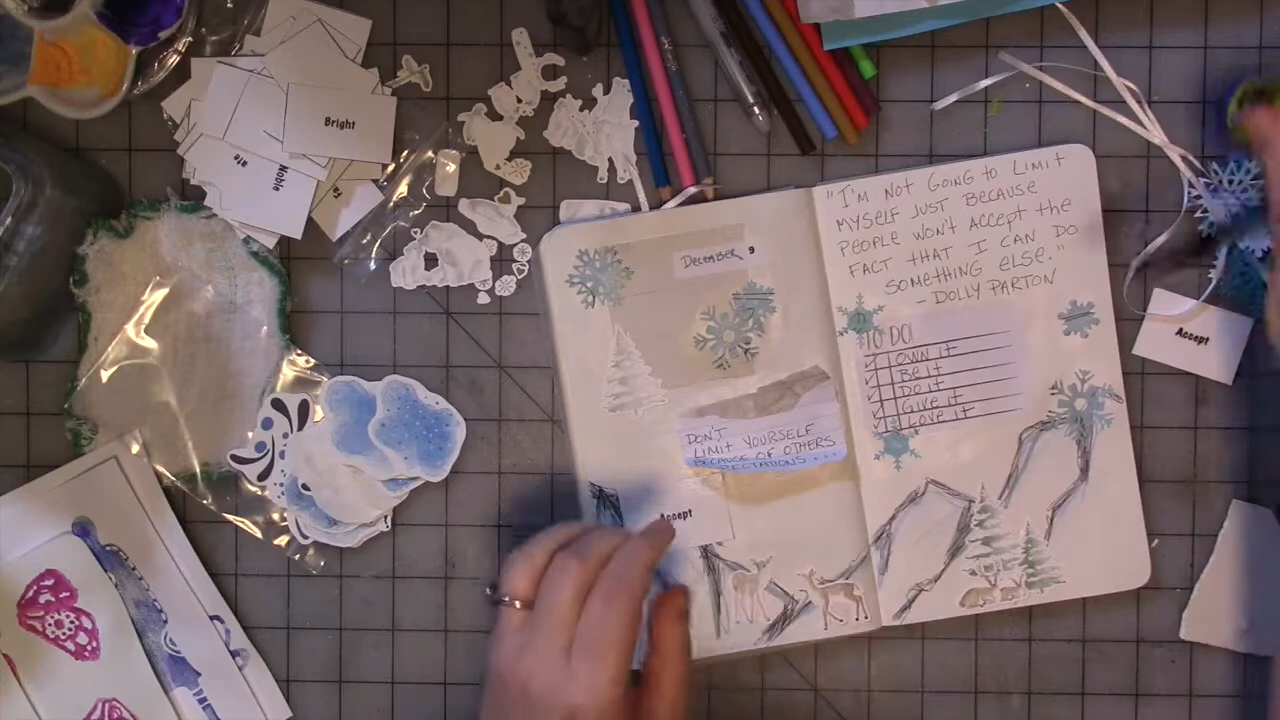 Bright
ate
Noble
December 9
DON'T
LIMIT YOURSELF
BECAUSE OF OTHERS
Accept
"I'M NOT GOING TO LIMIT
MYSELF JUST BECAUSE
PEOPLE WON'T ACCEPT the
FACT THAT I CAN DO
SOMETHING ELSE."
- DOLLY PARTON
TO DO
OWN it
Be it
Do it
Give it
Love it
Accept